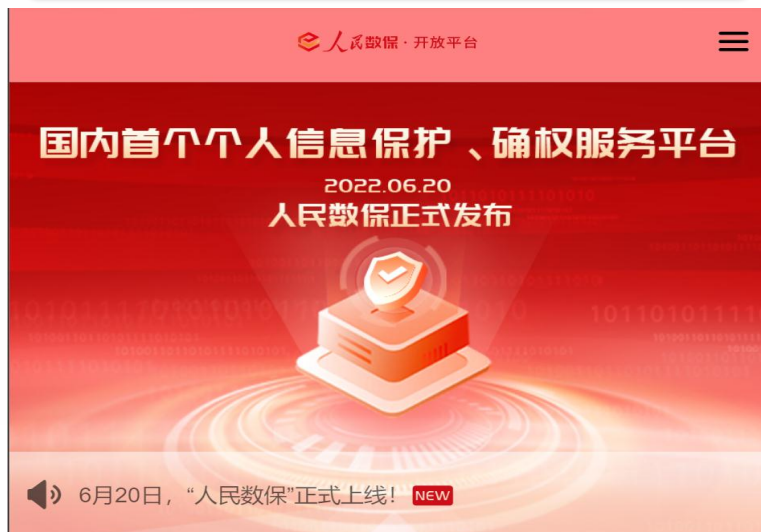 人民数保·开放平台
国内首个个人信息保护、确权服务平台
2022.06.20
人民数保正式发布
6月20日，“人民数保”正式上线！ NEW